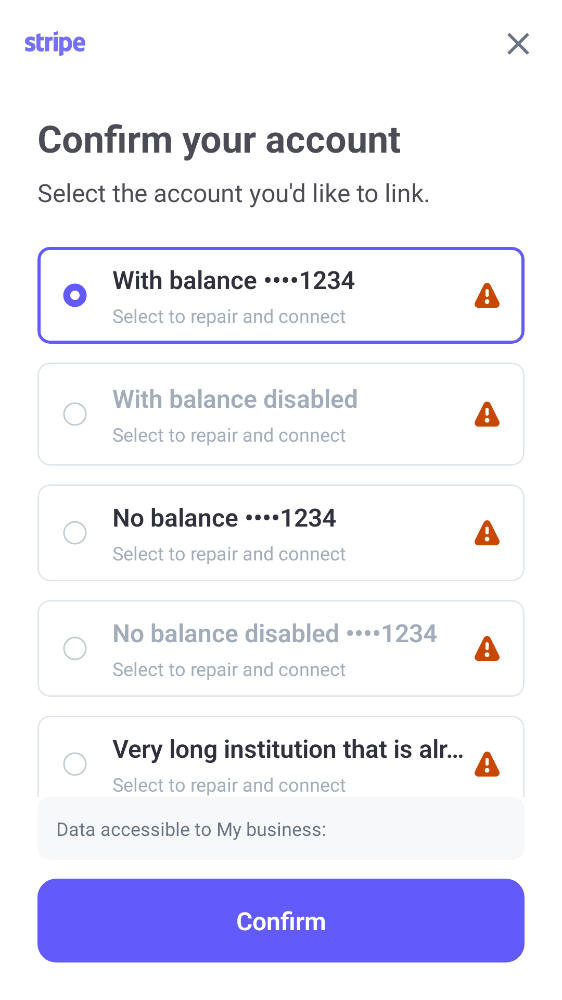 stripe
Confirm your account
Select the account you'd like to link.
With balance ••••1234
Select to repair and connect
With balance disabled
Select to repair and connect
No balance ••••1234
Select to repair and connect
No balance disabled ••••1234
Select to repair and connect
Very long institution that is alr...
Select to repair and connect
Data accessible to My business:
Confirm